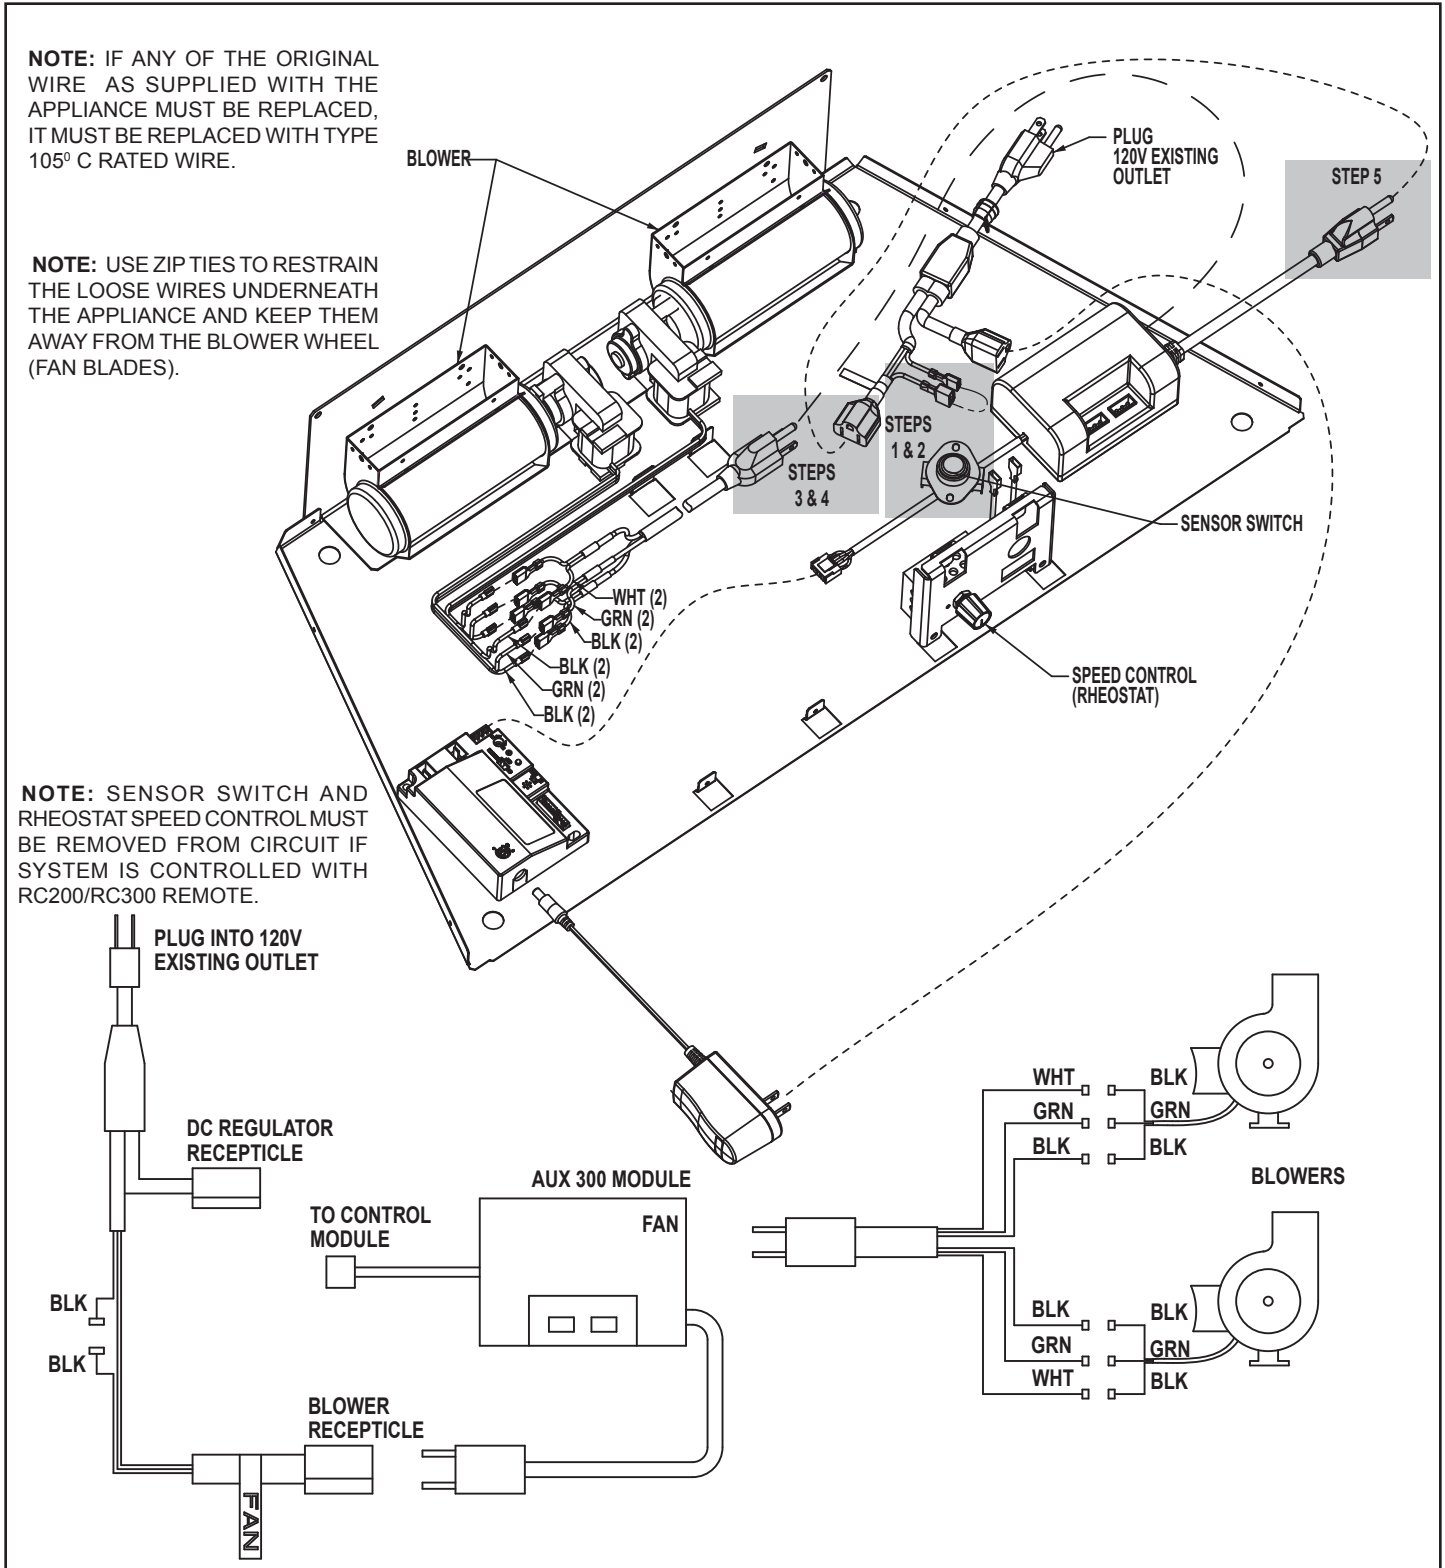 NOTE: IF ANY OF THE ORIGINAL
WIRE AS SUPPLIED WITH THE
APPLIANCE MUST BE REPLACED,
IT MUST BE REPLACED WITH TYPE
105⁰ C RATED WIRE.
BLOWER
PLUG
120V EXISTING
OUTLET
STEP 5
NOTE: USE ZIP TIES TO RESTRAIN
THE LOOSE WIRES UNDERNEATH
THE APPLIANCE AND KEEP THEM
AWAY FROM THE BLOWER WHEEL
(FAN BLADES).
STEPS
1 & 2
STEPS
3 & 4
SENSOR SWITCH
WHT (2)
GRN (2)
BLK (2)
BLK (2)
GRN (2)
BLK (2)
SPEED CONTROL
(RHEOSTAT)
NOTE: SENSOR SWITCH AND
RHEOSTAT SPEED CONTROL MUST
BE REMOVED FROM CIRCUIT IF
SYSTEM IS CONTROLLED WITH
RC200/RC300 REMOTE.
PLUG INTO 120V
EXISTING OUTLET
DC REGULATOR
RECEPTICLE
BLK
BLK
BLOWER
RECEPTICLE
FAN
TO CONTROL
MODULE
AUX 300 MODULE
FAN
WHT
BLK
GRN
GRN
BLK
BLK
BLOWERS
BLK
BLK
GRN
GRN
WHT
BLK